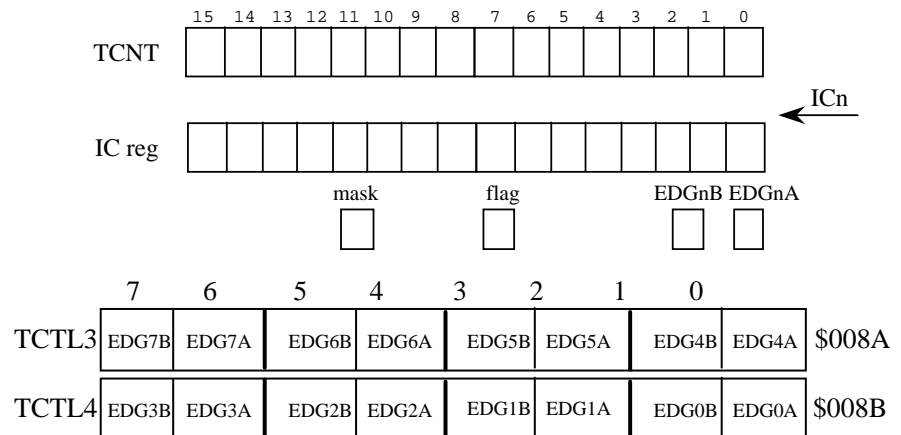 15 14 13 12 11 10 9 8 7 6 5 4 3 2 1 0
TCNT
ICn
IC reg
mask flag EDGnB EDGnA
7 6 5 4 3 2 1 0
TCTL3 EDG7B EDG7A EDG6B EDG6A EDG5B EDG5A EDG4B EDG4A $008A
TCTL4 EDG3B EDG3A EDG2B EDG2A EDG1B EDG1A EDG0B EDG0A $008B